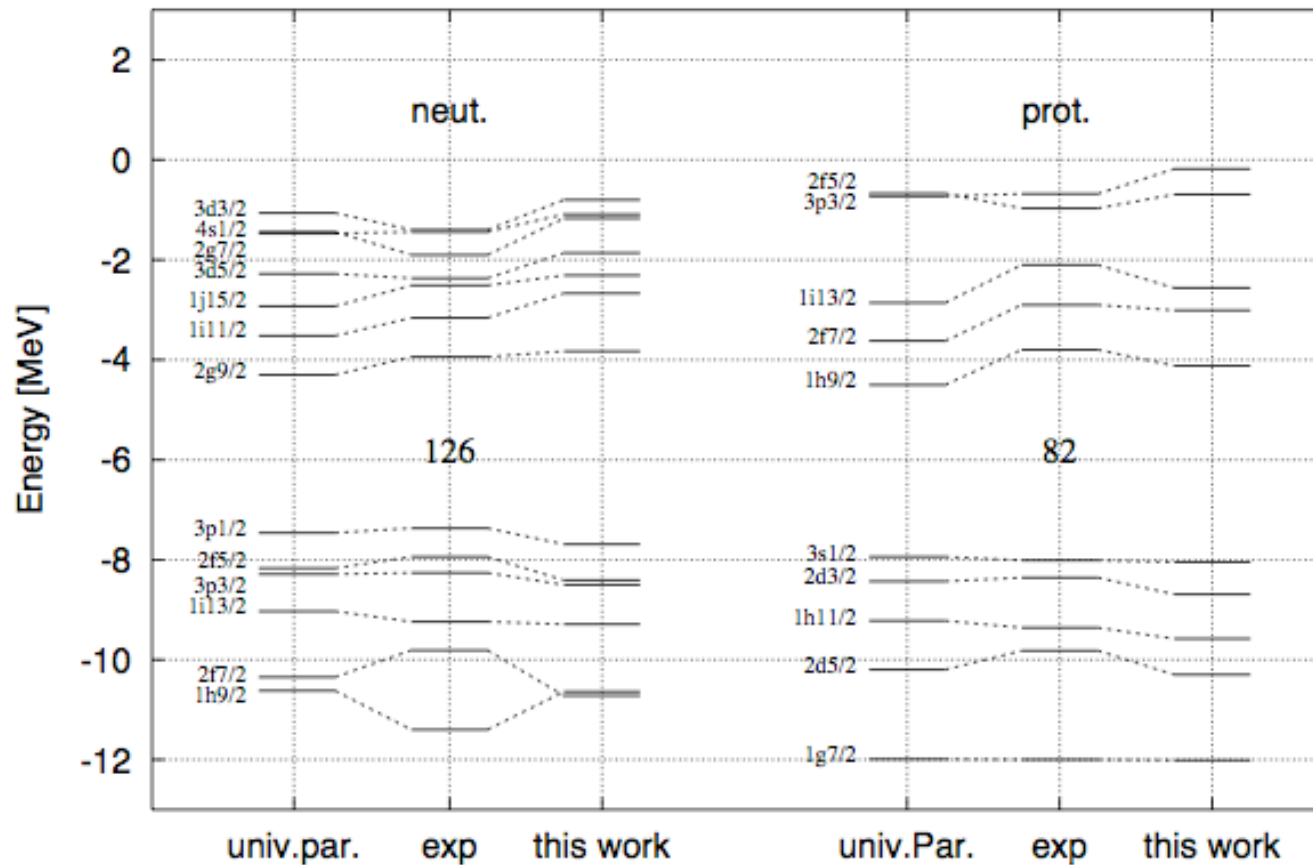 2
0
-2
-4
-6
-8
-10
-12
Energy [MeV]
neut.
3d3/2
4s1/2
2g7/2
3d5/2
1j15/2
1i11/2
2g9/2
126
3p1/2
2f5/2
3p3/2
1i13/2
2f7/2
1h9/2
prot.
2f5/2
3p3/2
1i13/2
2f7/2
1h9/2
82
3s1/2
2d3/2
1h11/2
2d5/2
1g7/2
univ.par. exp this work univ.Par. exp this work